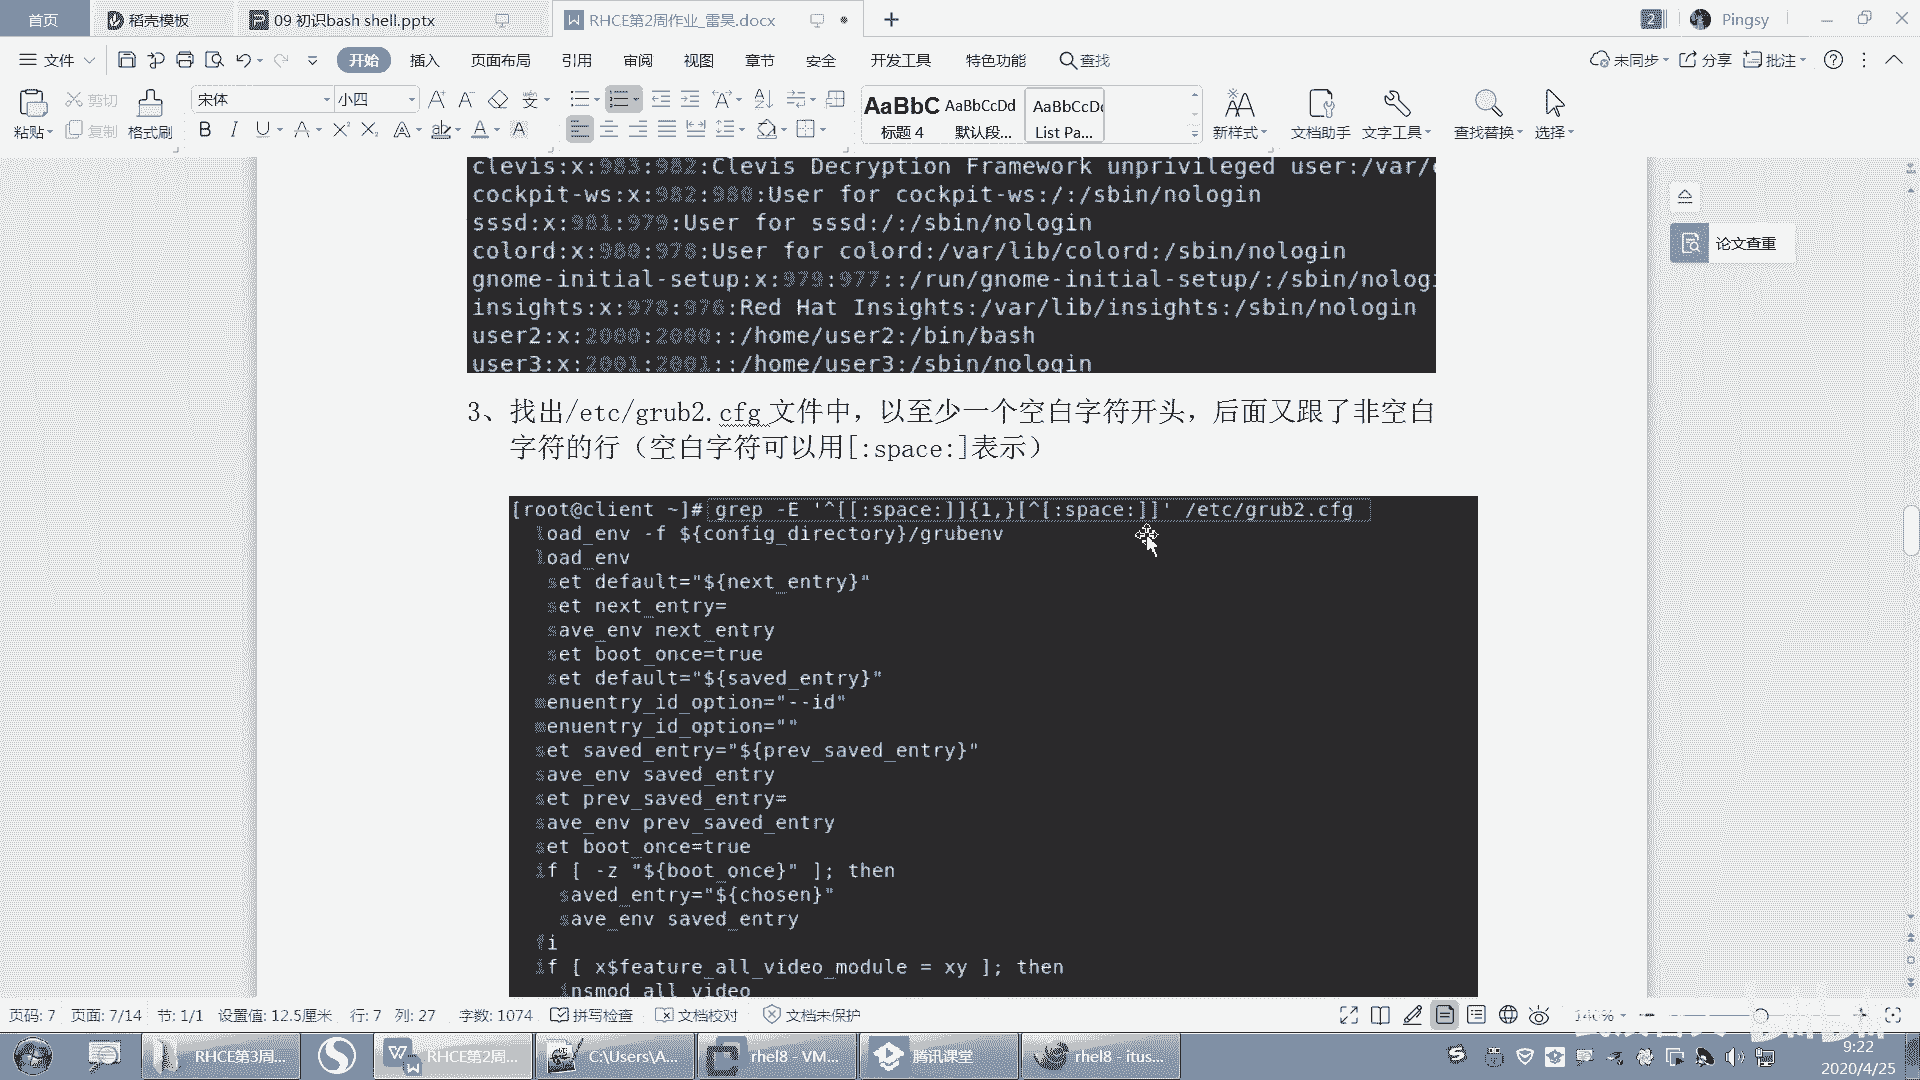 首页
稻壳模板
09 初识bash shell.pptx
RHCE第2周作业_雷昊.docx
2
Pingsy
文件
开始
插入
页面布局
引用
审阅
视图
章节
安全
开发工具
特色功能
查找
未同步
分享
批注
粘贴
剪切
复制
格式刷
宋体
小四
AaBbC
标题 4
AaBbCcDd
默认段...
AaBbCcDd
List Pa...
新样式
文档助手
文字工具
查找替换
选择
论文查重
clevis:x:983:982:Clevis Decryption Framework unprivileged user:/var/
cockpit-ws:x:982:980:User for cockpit-ws:/:/sbin/nologin
sssd:x:981:979:User for sssd:/:/sbin/nologin
colord:x:980:978:User for colord:/var/lib/colord:/sbin/nologin
gnome-initial-setup:x:979:977::/run/gnome-initial-setup/:/sbin/nologi
insights:x:978:976:Red Hat Insights:/var/lib/insights:/sbin/nologin
user2:x:2000:2000::/home/user2:/bin/bash
user3:x:2001:2001::/home/user3:/sbin/nologin
3、找出/etc/grub2.cfg 文件中，以至少一个空白字符开头，后面又跟了非空白
字符的行（空白字符可以用[:space:]表示）
[root@client ~]# grep -E '^[[:space:]]{1,}[^[:space:]]' /etc/grub2.cfg
load_env -f ${config_directory}/grubenv
load_env
set default="${next_entry}"
set next_entry=
save_env next_entry
set boot_once=true
set default="${saved_entry}"
menuentry_id_option="--id"
menuentry_id_option=""
set saved_entry="${prev_saved_entry}"
save_env saved_entry
set prev_saved_entry=
save_env prev_saved_entry
set boot_once=true
if [ -z "${boot_once}" ]; then
saved_entry="${chosen}"
save_env saved_entry
fi
if [ x$feature_all_video_module = xy ]; then
insmod all_video
页码: 7
页面: 7/14
节: 1/1
设置值: 12.5厘米
行: 7
列: 27
字数: 1074
拼写检查
文档校对
文档未保护
140%
RHCE第3周...
RHCE第2周...
C:\Users\A...
rhel8 - VM...
腾讯课堂
rhel8 - itus...
9:22
2020/4/25